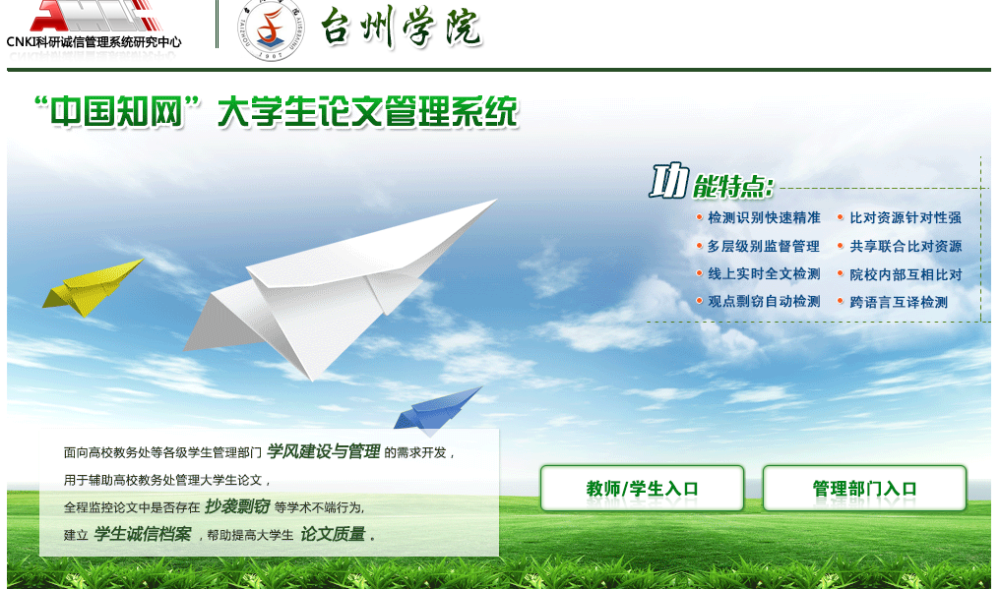 CNKI科研诚信管理系统研究中心
台州学院
1907
“中国知网”大学生论文管理系统
功能特点:
检测识别快速精准
比对资源针对性强
多层级别监督管理
共享联合比对资源
线上实时全文检测
院校内部互相比对
观点剽窃自动检测
跨语言互译检测
面向高校教务处等各级学生管理部门 学风建设与管理 的需求开发，
用于辅助高校教务处管理大学生论文，
全程监控论文中是否存在 抄袭剽窃 等学术不端行为,
建立 学生诚信档案 ，帮助提高大学生 论文质量 。
教师/学生入口
管理部门入口